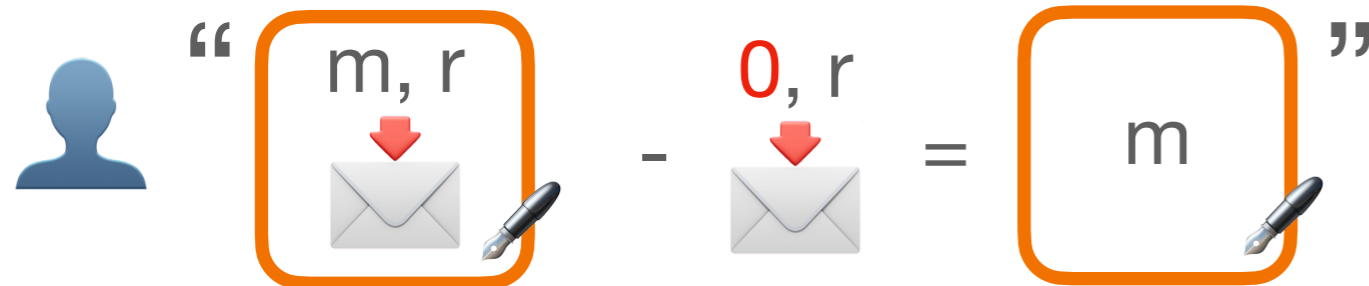 “ m, r - 0, r = m ”